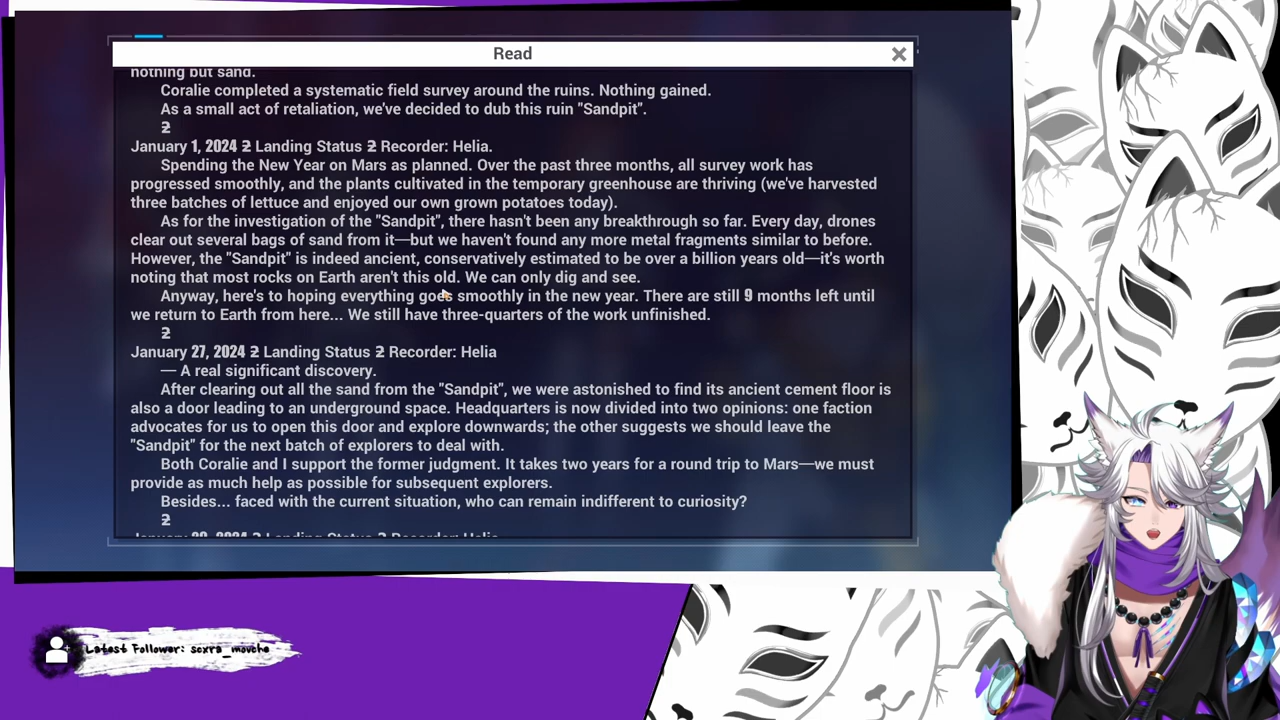 Read
nothing but sand.
Coralie completed a systematic field survey around the ruins. Nothing gained.
As a small act of retaliation, we've decided to dub this ruin "Sandpit".
2
January 1, 2024 2 Landing Status 2 Recorder: Helia.
Spending the New Year on Mars as planned. Over the past three months, all survey work has
progressed smoothly, and the plants cultivated in the temporary greenhouse are thriving (we've harvested
three batches of lettuce and enjoyed our own grown potatoes today).
As for the investigation of the "Sandpit", there hasn't been any breakthrough so far. Every day, drones
clear out several bags of sand from it—but we haven't found any more metal fragments similar to before.
However, the "Sandpit" is indeed ancient, conservatively estimated to be over a billion years old—it's worth
noting that most rocks on Earth aren't this old. We can only dig and see.
Anyway, here's to hoping everything goes smoothly in the new year. There are still 9 months left until
we return to Earth from here... We still have three-quarters of the work unfinished.
2
January 27, 2024 2 Landing Status 2 Recorder: Helia
— A real significant discovery.
After clearing out all the sand from the "Sandpit", we were astonished to find its ancient cement floor is
also a door leading to an underground space. Headquarters is now divided into two opinions: one faction
advocates for us to open this door and explore downwards; the other suggests we should leave the
"Sandpit" for the next batch of explorers to deal with.
Both Coralie and I support the former judgment. It takes two years for a round trip to Mars—we must
provide as much help as possible for subsequent explorers.
Besides... faced with the current situation, who can remain indifferent to curiosity?
2
2024 2 Landing Status 2 Recorder: Helia
Latest Follower: scxra_mouche